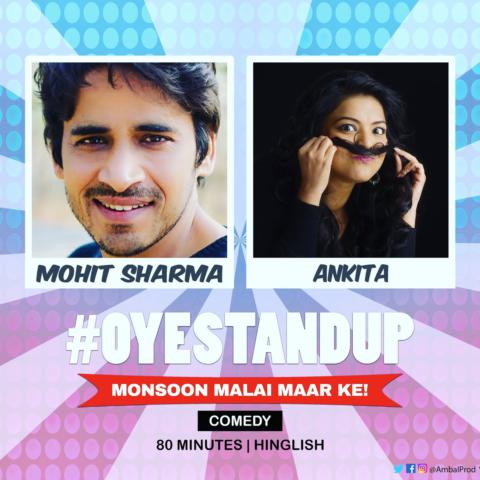 MOHIT SHARMA
ANKITA
#OYESTANDUP
MONSOON MALAI MAAR KE!
COMEDY
80 MINUTES | HINGLISH
@AmbalProd